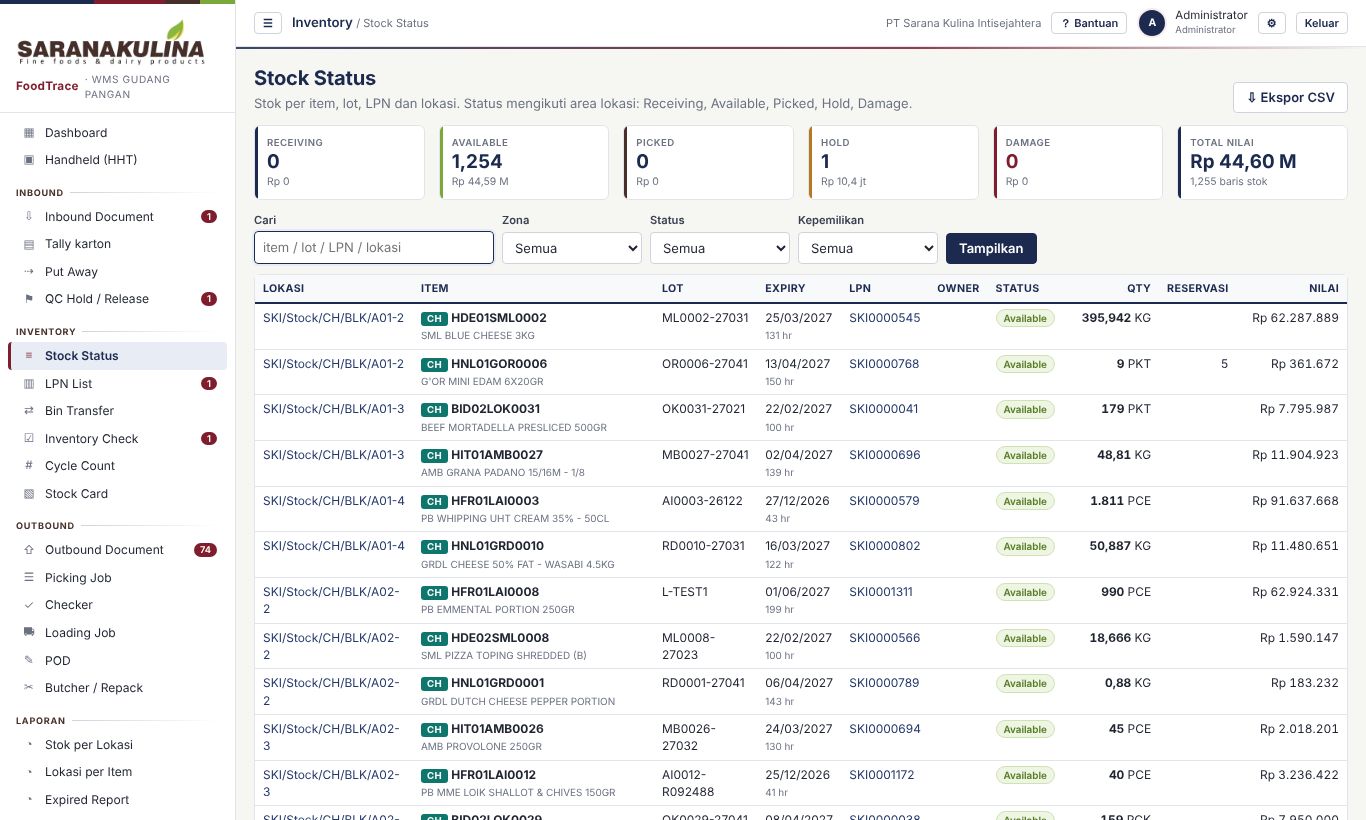 SARANAKULINA
Fine foods & dairy products
FoodTrace · WMS GUDANG PANGAN
Dashboard
Handheld (HHT)
INBOUND
Inbound Document 1
Tally karton
Put Away
QC Hold / Release 1
INVENTORY
Stock Status
LPN List 1
Bin Transfer
Inventory Check 1
Cycle Count
Stock Card
OUTBOUND
Outbound Document 74
Picking Job
Checker
Loading Job
POD
Butcher / Repack
LAPORAN
Stok per Lokasi
Lokasi per Item
Expired Report
Inventory / Stock Status
PT Sarana Kulina Intisejahtera
? Bantuan
A
Administrator
Administrator
Keluar
Stock Status
Stok per item, lot, LPN dan lokasi. Status mengikuti area lokasi: Receiving, Available, Picked, Hold, Damage.
⇩ Ekspor CSV
RECEIVING
0
Rp 0
AVAILABLE
1,254
Rp 44,59 M
PICKED
0
Rp 0
HOLD
1
Rp 10,4 jt
DAMAGE
0
Rp 0
TOTAL NILAI
Rp 44,60 M
1,255 baris stok
Cari
item / lot / LPN / lokasi
Zona
Semua
Status
Semua
Kepemilikan
Semua
Tampilkan
LOKASI ITEM LOT EXPIRY LPN OWNER STATUS QTY RESERVASI NILAI
SKI/Stock/CH/BLK/A01-2 CH HDE01SML0002 ML0002-27031 25/03/2027 SKI0000545 Available 395,942 KG Rp 62.287.889
SML BLUE CHEESE 3KG 131 hr
SKI/Stock/CH/BLK/A01-2 CH HNL01GOR0006 OR0006-27041 13/04/2027 SKI0000768 Available 9 PKT 5 Rp 361.672
G'OR MINI EDAM 6X20GR 150 hr
SKI/Stock/CH/BLK/A01-3 CH BID02LOK0031 OK0031-27021 22/02/2027 SKI0000041 Available 179 PKT Rp 7.795.987
BEEF MORTADELLA PRESLICED 500GR 100 hr
SKI/Stock/CH/BLK/A01-3 CH HIT01AMB0027 MB0027-27041 02/04/2027 SKI0000696 Available 48,81 KG Rp 11.904.923
AMB GRANA PADANO 15/16M - 1/8 139 hr
SKI/Stock/CH/BLK/A01-4 CH HFR01LAI0003 AI0003-26122 27/12/2026 SKI0000579 Available 1.811 PCE Rp 91.637.668
PB WHIPPING UHT CREAM 35% - 50CL 43 hr
SKI/Stock/CH/BLK/A01-4 CH HNL01GRD0010 RD0010-27031 16/03/2027 SKI0000802 Available 50,887 KG Rp 11.480.651
GRDL CHEESE 50% FAT - WASABI 4.5KG 122 hr
SKI/Stock/CH/BLK/A02- CH HFR01LAI0008 L-TEST1 01/06/2027 SKI0001311 Available 990 PCE Rp 62.924.331
2 PB EMMENTAL PORTION 250GR 199 hr
SKI/Stock/CH/BLK/A02- CH HDE02SML0008 ML0008- 22/02/2027 SKI0000566 Available 18,666 KG Rp 1.590.147
2 SML PIZZA TOPING SHREDDED (B) 27023 100 hr
SKI/Stock/CH/BLK/A02- CH HNL01GRD0001 RD0001-27041 06/04/2027 SKI0000789 Available 0,88 KG Rp 183.232
2 GRDL DUTCH CHEESE PEPPER PORTION 143 hr
SKI/Stock/CH/BLK/A02- CH HIT01AMB0026 MB0026- 24/03/2027 SKI0000694 Available 45 PCE Rp 2.018.201
3 AMB PROVOLONE 250GR 27032 130 hr
SKI/Stock/CH/BLK/A02- CH HFR01LAI0012 AI0012- 25/12/2026 SKI0001172 Available 40 PCE Rp 3.236.422
3 PB MME LOIK SHALLOT & CHIVES 150GR R092488 41 hr
SKI/Stock/CH/BLK/A02- CH BID02LOK0029 OK0029-27041 08/04/2027 SKI0000038 Available 159 PCK Rp 7.950.000